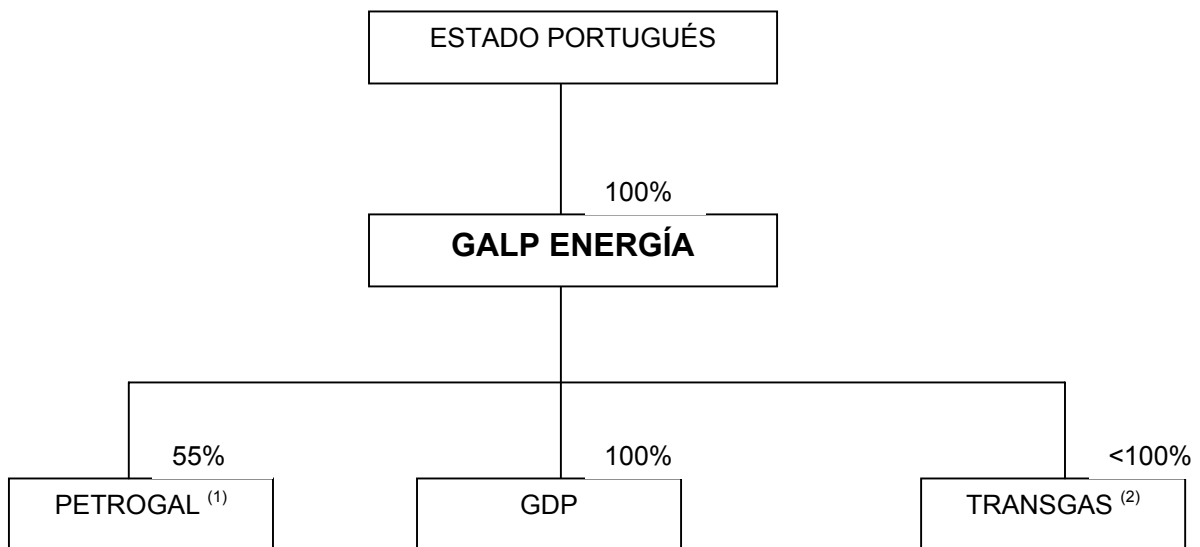 ESTADO PORTUGUÉS
100%
GALP ENERGÍA
55%
100%
<100%
PETROGAL (1)
GDP
TRANSGAS (2)